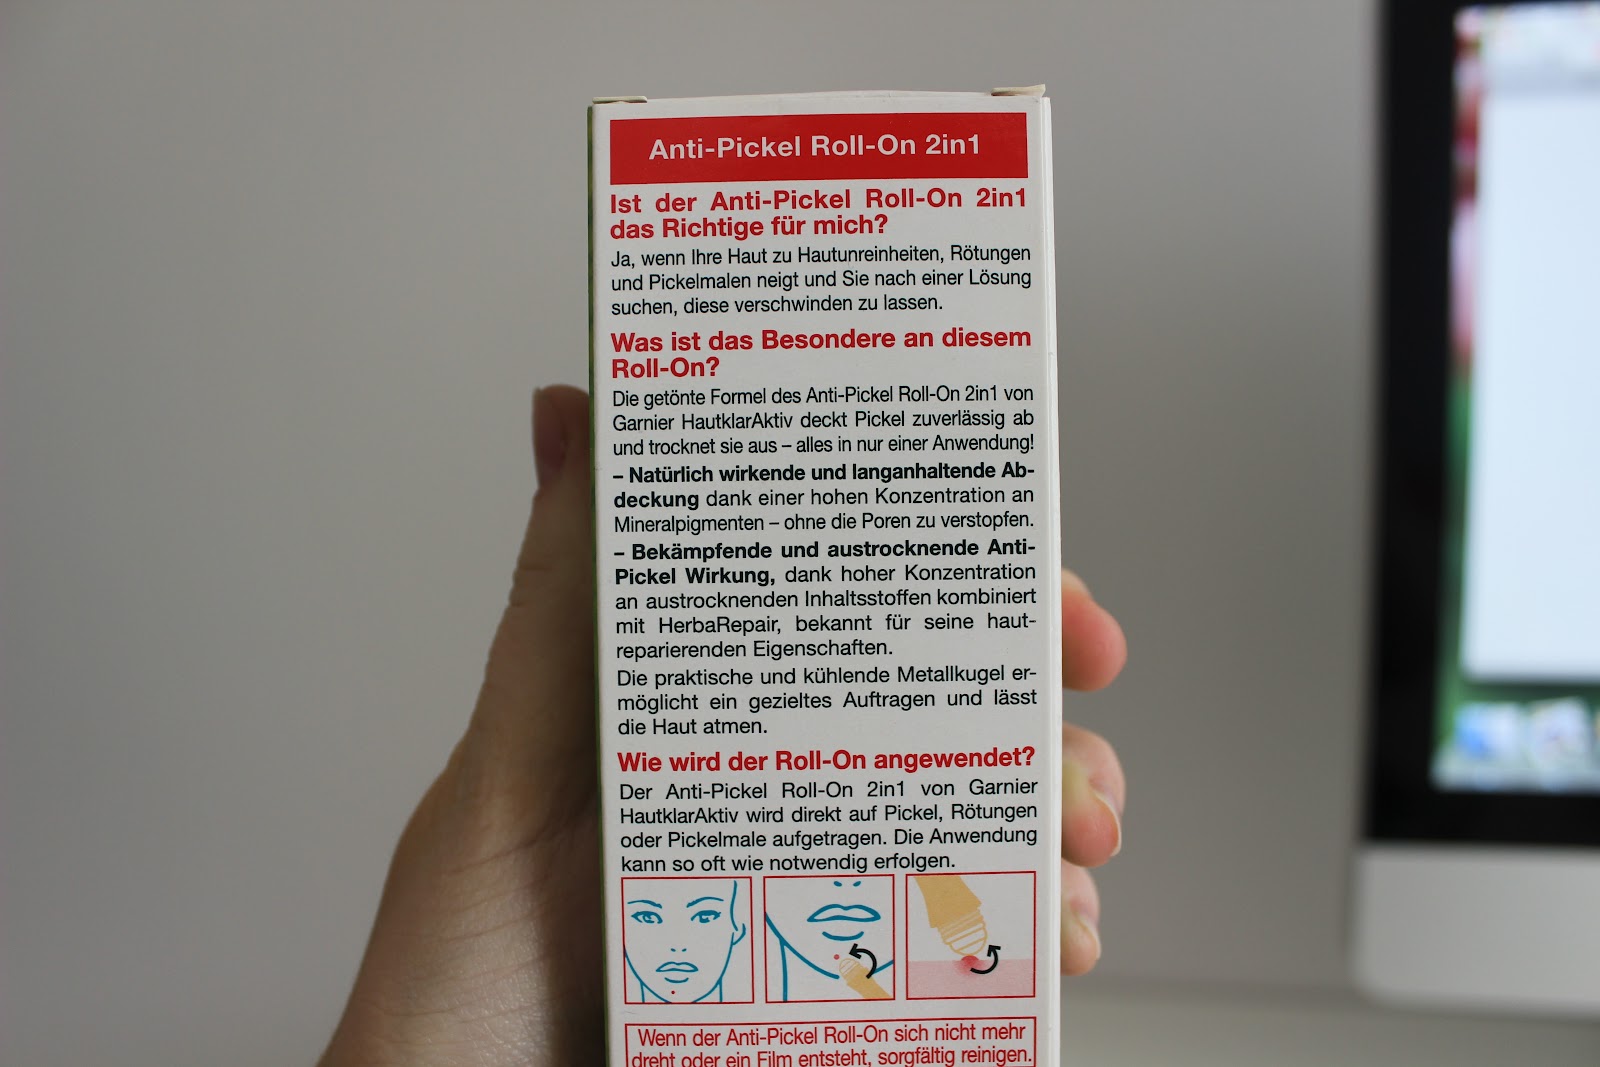 Anti-Pickel Roll-On 2in1
Ist der Anti-Pickel Roll-On 2in1
das Richtige für mich?
Ja, wenn Ihre Haut zu Hautunreinheiten, Rötungen
und Pickelmalen neigt und Sie nach einer Lösung
suchen, diese verschwinden zu lassen.
Was ist das Besondere an diesem
Roll-On?
Die getönte Formel des Anti-Pickel Roll-On 2in1 von
Garnier HautklarAktiv deckt Pickel zuverlässig ab
und trocknet sie aus – alles in nur einer Anwendung!
– Natürlich wirkende und langanhaltende Ab-
deckung dank einer hohen Konzentration an
Mineralpigmenten – ohne die Poren zu verstopfen.
– Bekämpfende und austrocknende Anti-
Pickel Wirkung, dank hoher Konzentration
an austrocknenden Inhaltsstoffen kombiniert
mit HerbaRepair, bekannt für seine haut-
reparierenden Eigenschaften.
Die praktische und kühlende Metallkugel er-
möglicht ein gezieltes Auftragen und lässt
die Haut atmen.
Wie wird der Roll-On angewendet?
Der Anti-Pickel Roll-On 2in1 von Garnier
HautklarAktiv wird direkt auf Pickel, Rötungen
oder Pickelmale aufgetragen. Die Anwendung
kann so oft wie notwendig erfolgen.
Wenn der Anti-Pickel Roll-On sich nicht mehr
dreht oder ein Film entsteht, sorgfältig reinigen.